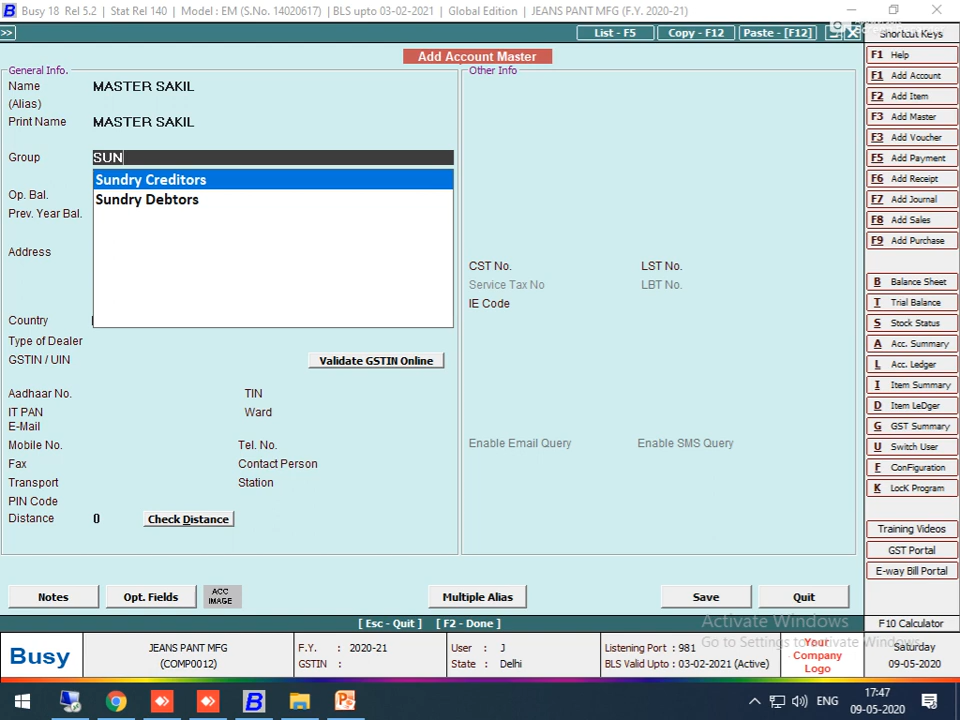 Busy 18 Rel 5.2 | Stat Rel 140 | Model : EM (S.No. 14020617) | BLS upto 03-02-2021 | Global Edition | JEANS PANT MFG (F.Y. 2020-21)
>> List - F5 Copy - F12 Paste - [F12] Shortcut Keys
Add Account Master
General Info.
Name MASTER SAKIL
(Alias)
Print Name MASTER SAKIL
Group SUN
Sundry Creditors
Sundry Debtors
Op. Bal.
Prev. Year Bal.
Address
Country
Type of Dealer
GSTIN / UIN Validate GSTIN Online
Aadhaar No. TIN
IT PAN Ward
E-Mail
Mobile No. Tel. No.
Fax Contact Person
Transport Station
PIN Code
Distance 0 Check Distance
Other Info
CST No. LST No.
Service Tax No LBT No.
IE Code
Enable Email Query Enable SMS Query
Notes Opt. Fields ACC IMAGE Multiple Alias Save Quit
[ Esc - Quit ] [ F2 - Done ]
F1 Help
F1 Add Account
F2 Add Item
F3 Add Master
F3 Add Voucher
F5 Add Payment
F6 Add Receipt
F7 Add Journal
F8 Add Sales
F9 Add Purchase
B Balance Sheet
T Trial Balance
S Stock Status
A Acc. Summary
L Acc. Ledger
I Item Summary
D Item LeDger
G GST Summary
U Switch User
F ConFiguration
K LocK Program
Training Videos
GST Portal
E-way Bill Portal
F10 Calculator
Activate Windows
Go to Settings to activate Windows.
Busy
JEANS PANT MFG
(COMP0012)
F.Y. : 2020-21
GSTIN :
User : J
State : Delhi
Listening Port : 981
BLS Valid Upto : 03-02-2021 (Active)
Your
Company
Logo
Saturday
09-05-2020
B ENG 17:47
09-05-2020